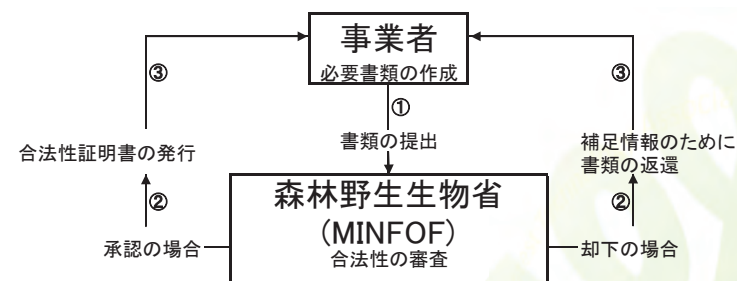 事業者
必要書類の作成
③
③
①
書類の提出
合法性証明書の発行
補足情報のために
書類の返還
②
②
森林野生生物省
(MINFOF)
合法性の審査
承認の場合
却下の場合